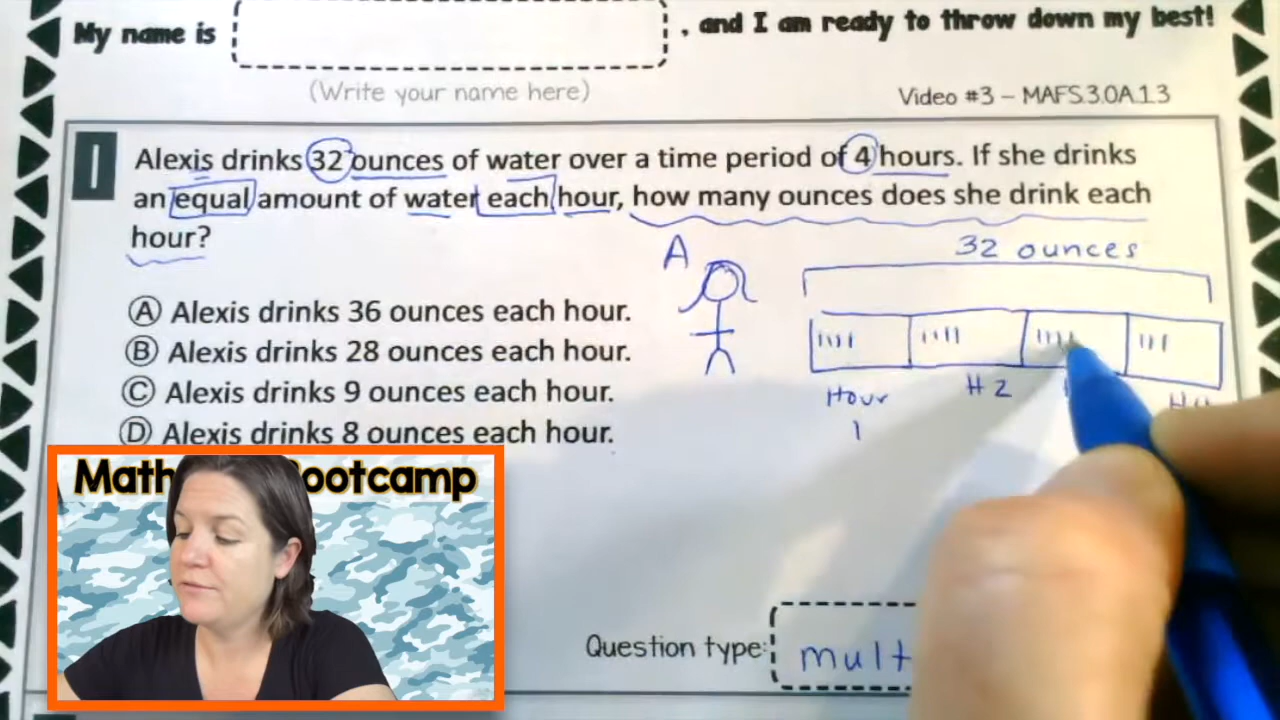 My name is , and I am ready to throw down my best!
(Write your name here)
Video #3 – MAFS.3.OA.1.3
1 Alexis drinks 32 ounces of water over a time period of 4 hours. If she drinks
an equal amount of water each hour, how many ounces does she drink each
hour?
A 32 ounces
Ⓐ Alexis drinks 36 ounces each hour.
Ⓑ Alexis drinks 28 ounces each hour.
Ⓒ Alexis drinks 9 ounces each hour.
Ⓓ Alexis drinks 8 ounces each hour.
Hour H 2
1
Math ootcamp
Question type: mult